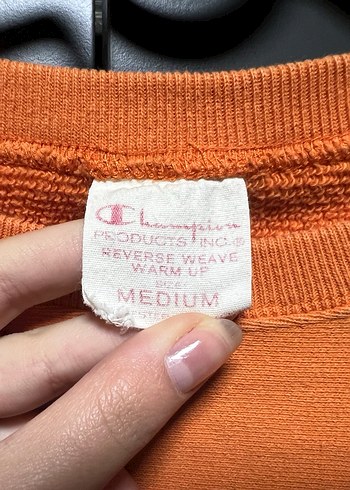 Champion
PRODUCTS INC.®
REVERSE WEAVE
WARM UP
SIZE
MEDIUM